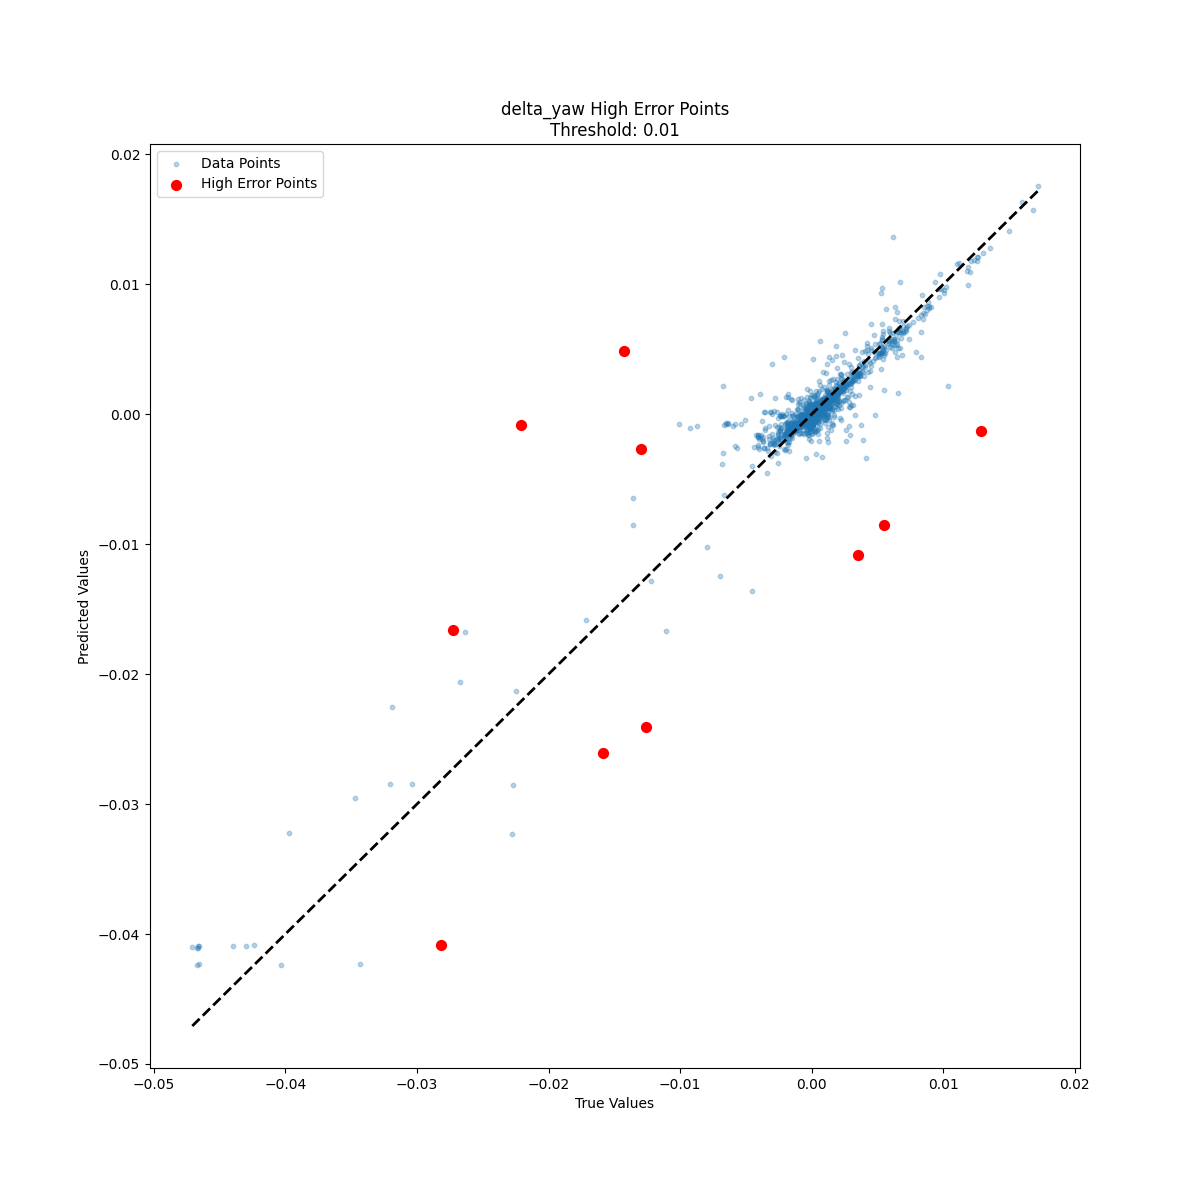 delta_yaw High Error Points
Threshold: 0.01
Data Points
High Error Points
0.02
0.01
0.00
−0.01
−0.02
−0.03
−0.04
−0.05
Predicted Values
−0.05 −0.04 −0.03 −0.02 −0.01 0.00 0.01 0.02
True Values